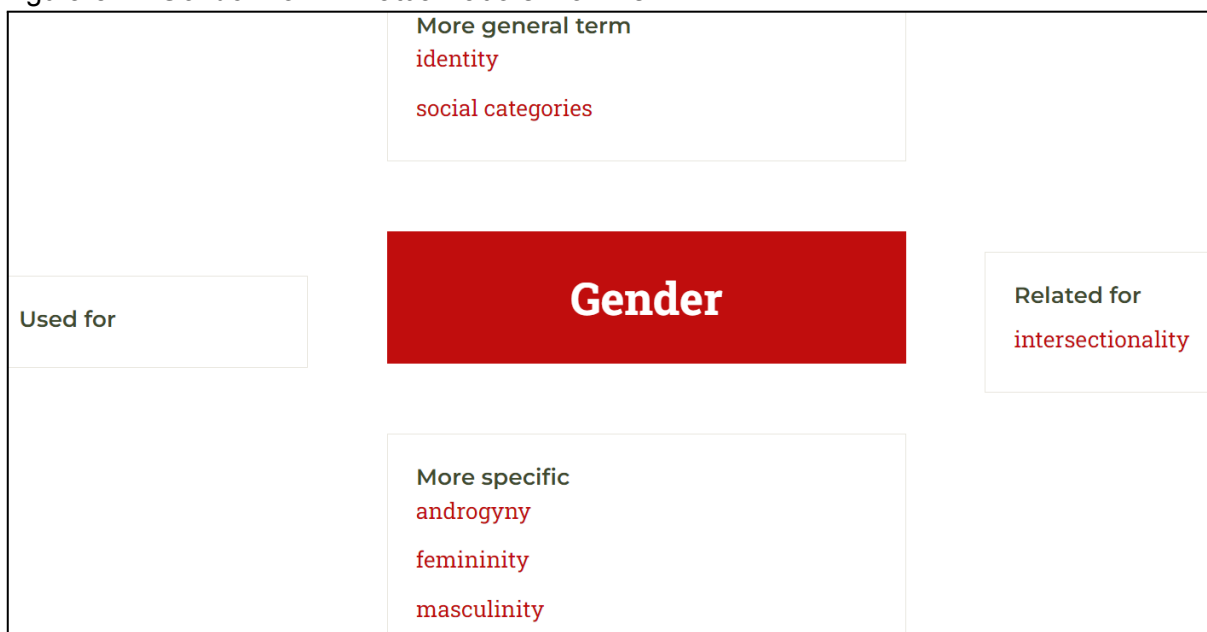 More general term
identity
social categories
Gender
Used for
Related for
intersectionality
More specific
androgyny
femininity
masculinity